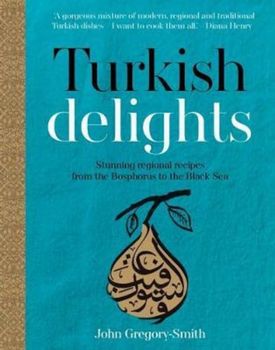 'A gorgeous mixture of modern, regional and traditional
Turkish dishes – I want to cook them all.' – Diana Henry
Turkish
delights
Stunning regional recipes
from the Bosphorus to the Black Sea
John Gregory-Smith